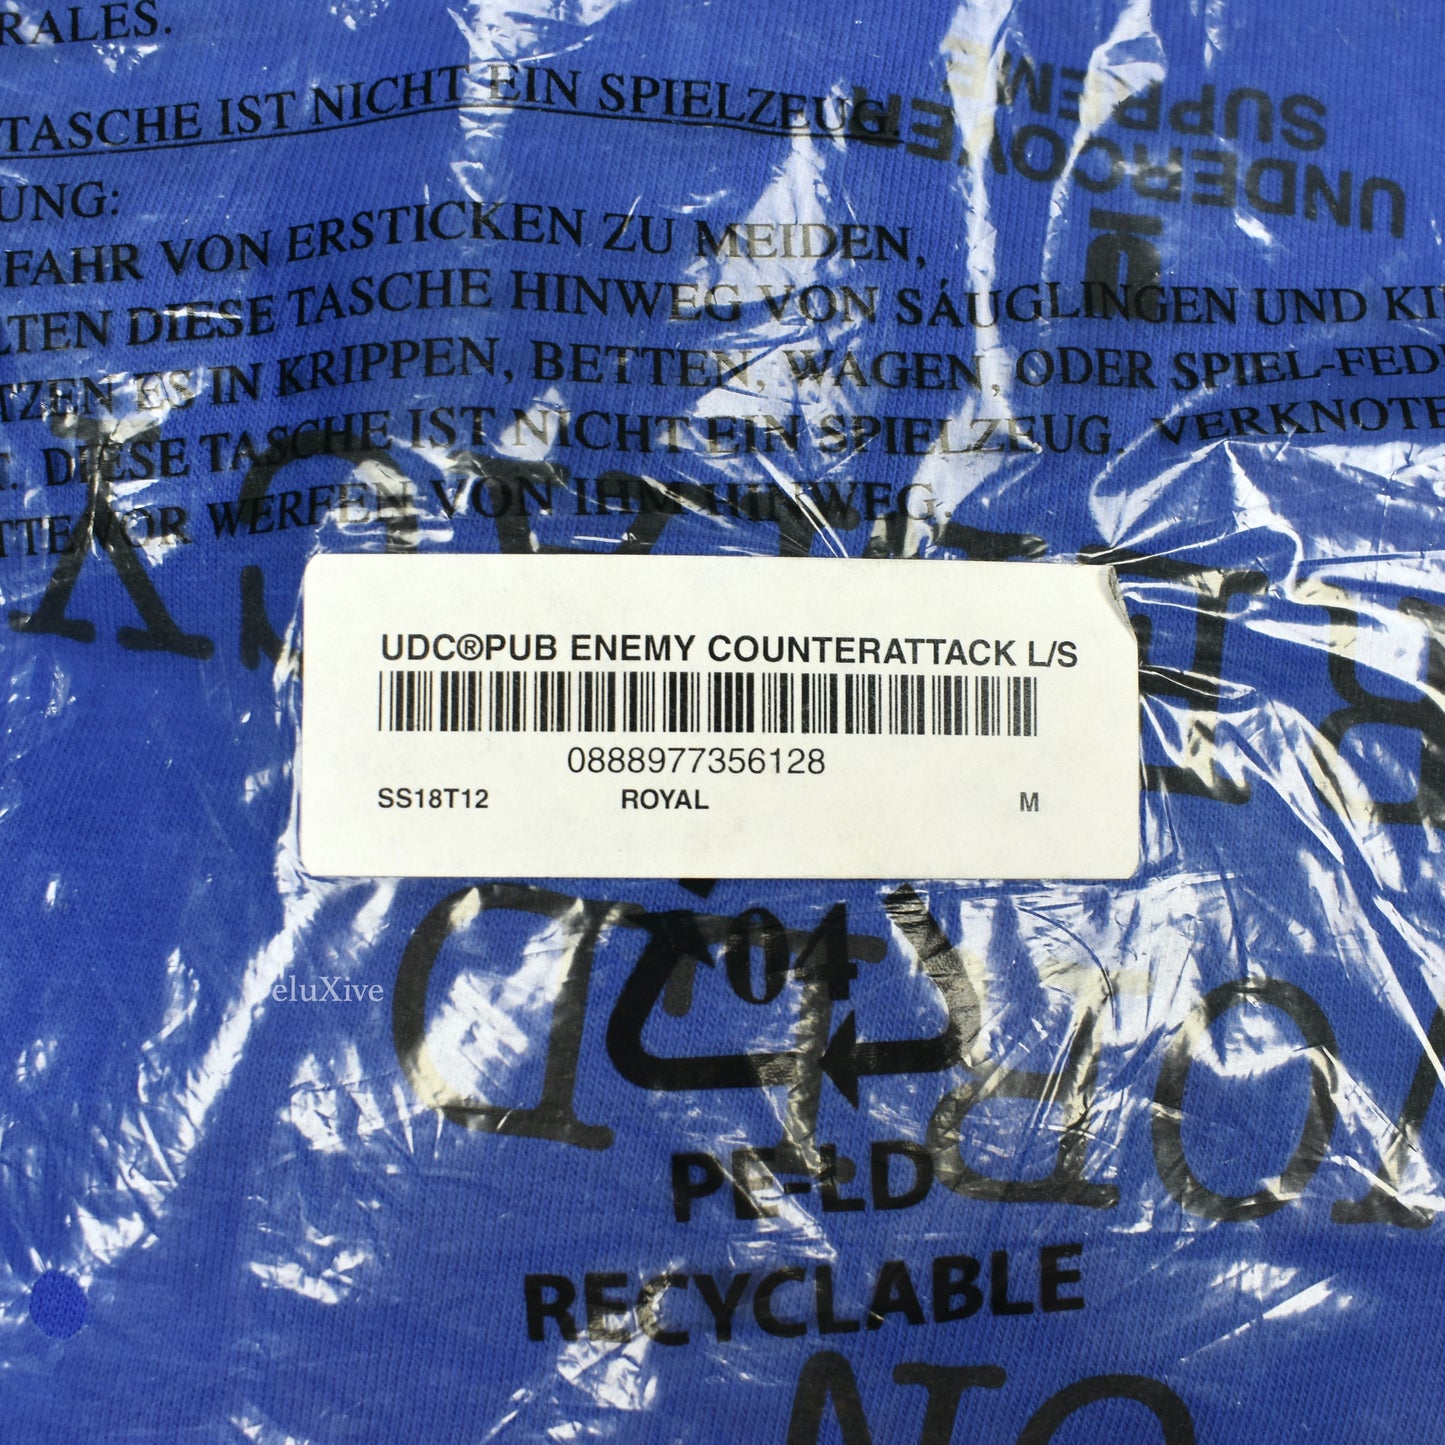 RALES.
TASCHE IST NICHT EIN SPIELZEUG.
UNG:
FAHR VON ERSTICKEN ZU MEIDEN,
LTEN DIESE TASCHE HINWEG VON SÁUGLINGEN UND KI
TZEN ES IN KRIPPEN, BETTEN, WAGEN, ODER SPIEL-FED
T. DIESE TASCHE IST NICHT EIN SPIELZEUG. VERKNOTE
TTE VOR WERFEN VON IHM HINWEG.
UNDERCOVER
SUPREME
UDC®PUB ENEMY COUNTERATTACK L/S
0888977356128
SS18T12 ROYAL M
eluXive
04
PE-LD
RECYCLABLE